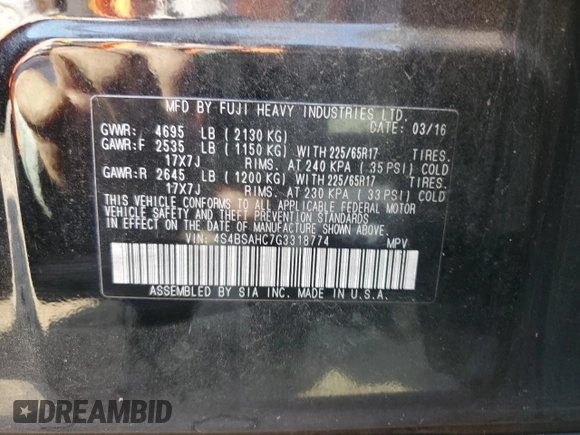 MFD BY FUJI HEAVY INDUSTRIES LTD.
GVWR: 4695 LB (2130 KG) DATE: 03/16
GAWR:F 2535 LB (1150 KG) WITH 225/65R17 TIRES.
17X7J RIMS. AT 240 KPA (35 PSI) COLD
GAWR:R 2645 LB (1200 KG) WITH 225/65R17 TIRES.
17X7J RIMS. AT 230 KPA (33 PSI) COLD
THIS VEHICLE CONFORMS TO ALL APPLICABLE FEDERAL MOTOR
VEHICLE SAFETY AND THEFT PREVENTION STANDARDS
IN EFFECT ON THE DATE OF MANUFACTURE SHOWN ABOVE.
VIN: 4S4BSAHC7G3318774 MPV
ASSEMBLED BY SIA INC. MADE IN U.S.A.
DREAMBID